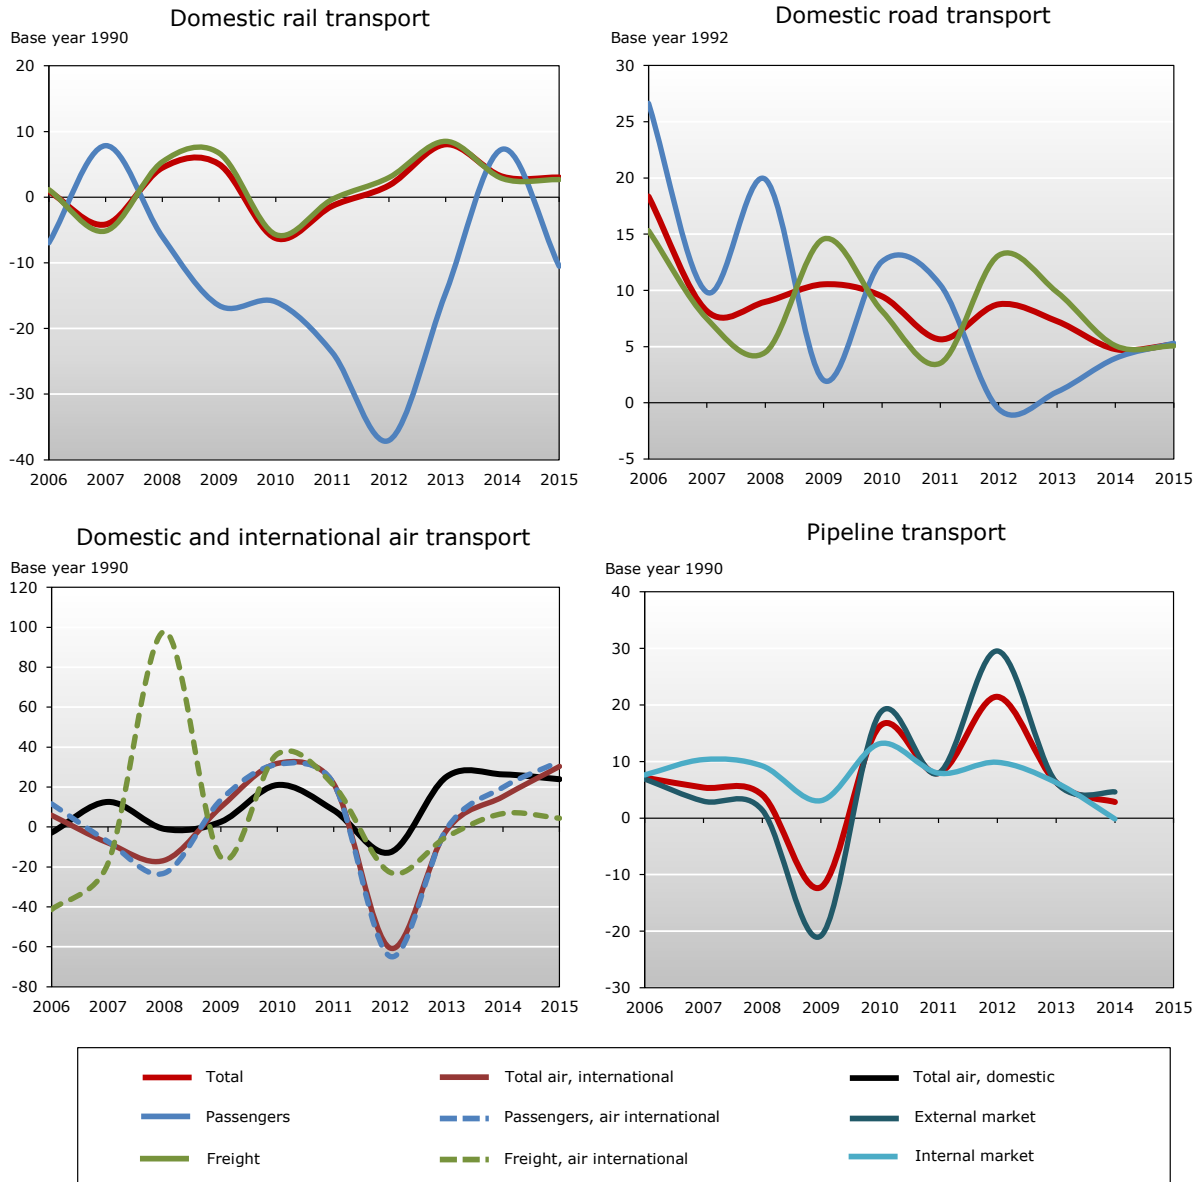 Domestic rail transport
Base year 1990
20
10
0
-10
-20
-30
-40
2006 2007 2008 2009 2010 2011 2012 2013 2014 2015
Domestic road transport
Base year 1992
30
25
20
15
10
5
0
-5
2006 2007 2008 2009 2010 2011 2012 2013 2014 2015
Domestic and international air transport
Base year 1990
120
100
80
60
40
20
0
-20
-40
-60
-80
2006 2007 2008 2009 2010 2011 2012 2013 2014 2015
Pipeline transport
Base year 1990
40
30
20
10
0
-10
-20
-30
2006 2007 2008 2009 2010 2011 2012 2013 2014 2015
Total
Total air, international
Total air, domestic
Passengers
Passengers, air international
External market
Freight
Freight, air international
Internal market